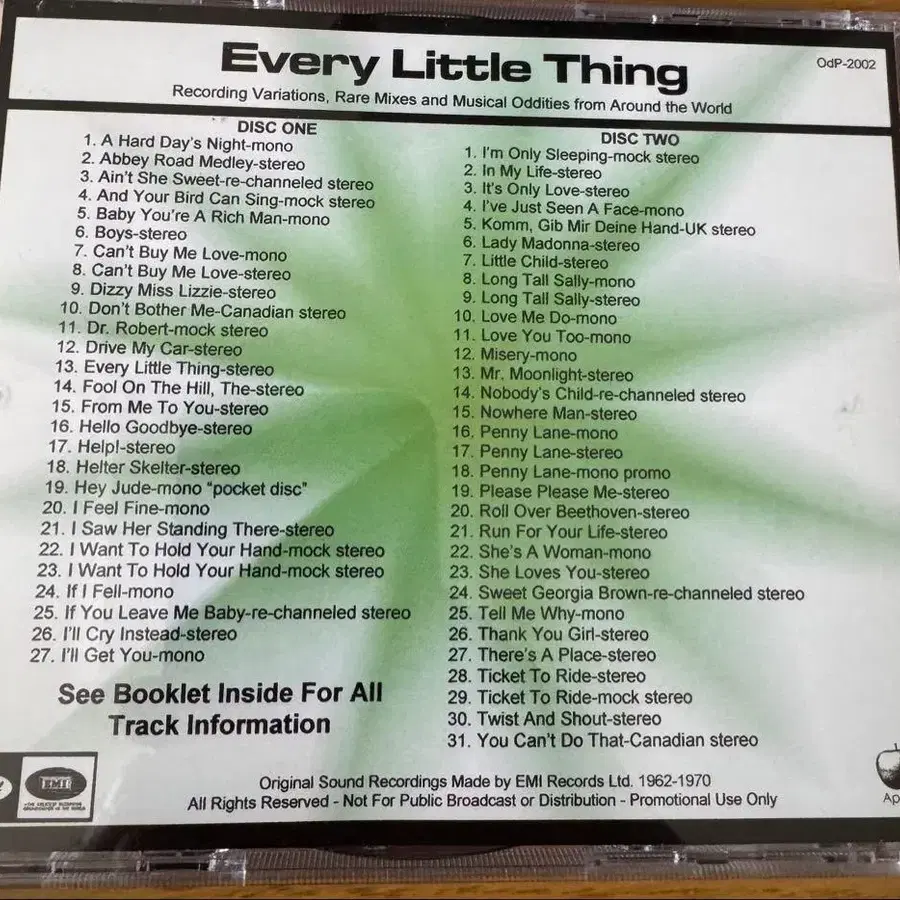 Every Little Thing
OdP-2002
Recording Variations, Rare Mixes and Musical Oddities from Around the World
DISC ONE
1. A Hard Day's Night-mono
2. Abbey Road Medley-stereo
3. Ain't She Sweet-re-channeled stereo
4. And Your Bird Can Sing-mock stereo
5. Baby You're A Rich Man-mono
6. Boys-stereo
7. Can't Buy Me Love-mono
8. Can't Buy Me Love-stereo
9. Dizzy Miss Lizzie-stereo
10. Don't Bother Me-Canadian stereo
11. Dr. Robert-mock stereo
12. Drive My Car-stereo
13. Every Little Thing-stereo
14. Fool On The Hill, The-stereo
15. From Me To You-stereo
16. Hello Goodbye-stereo
17. Help!-stereo
18. Helter Skelter-stereo
19. Hey Jude-mono "pocket disc"
20. I Feel Fine-mono
21. I Saw Her Standing There-stereo
22. I Want To Hold Your Hand-mock stereo
23. I Want To Hold Your Hand-mock stereo
24. If I Fell-mono
25. If You Leave Me Baby-re-channeled stereo
26. I'll Cry Instead-stereo
27. I'll Get You-mono
See Booklet Inside For All
Track Information
DISC TWO
1. I'm Only Sleeping-mock stereo
2. In My Life-stereo
3. It's Only Love-stereo
4. I've Just Seen A Face-mono
5. Komm, Gib Mir Deine Hand-UK stereo
6. Lady Madonna-stereo
7. Little Child-stereo
8. Long Tall Sally-mono
9. Long Tall Sally-stereo
10. Love Me Do-mono
11. Love You Too-mono
12. Misery-mono
13. Mr. Moonlight-stereo
14. Nobody's Child-re-channeled stereo
15. Nowhere Man-stereo
16. Penny Lane-mono
17. Penny Lane-stereo
18. Penny Lane-mono promo
19. Please Please Me-stereo
20. Roll Over Beethoven-stereo
21. Run For Your Life-stereo
22. She's A Woman-mono
23. She Loves You-stereo
24. Sweet Georgia Brown-re-channeled stereo
25. Tell Me Why-mono
26. Thank You Girl-stereo
27. There's A Place-stereo
28. Ticket To Ride-stereo
29. Ticket To Ride-mock stereo
30. Twist And Shout-stereo
31. You Can't Do That-Canadian stereo
EMI
Original Sound Recordings Made by EMI Records Ltd. 1962-1970
All Rights Reserved - Not For Public Broadcast or Distribution - Promotional Use Only